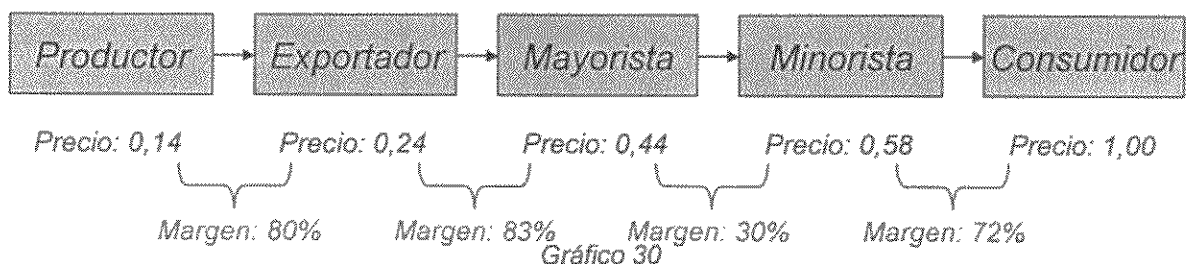 Productor Exportador Mayorista Minorista Consumidor
Precio: 0,14 Precio: 0,24 Precio: 0,44 Precio: 0,58 Precio: 1,00
Margen: 80% Margen: 83% Margen: 30% Margen: 72%
Gráfico 30